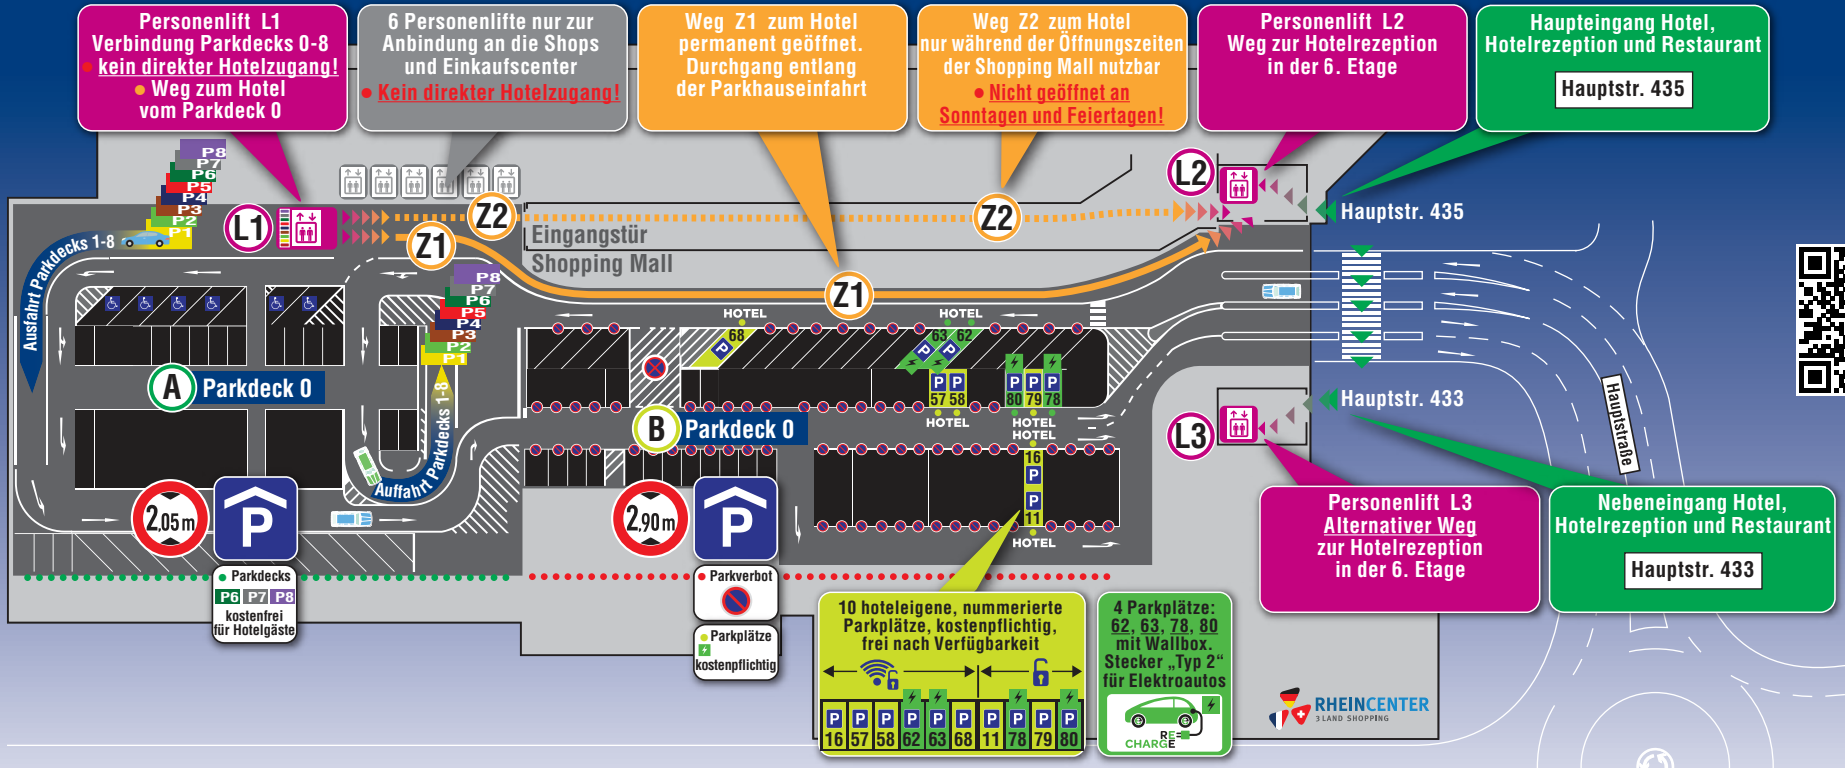 Personenlift L1
Verbindung Parkdecks 0-8
• kein direkter Hotelzugang!
• Weg zum Hotel
vom Parkdeck 0
6 Personenlifte nur zur
Anbindung an die Shops
und Einkaufscenter
• Kein direkter Hotelzugang!
Weg Z1 zum Hotel
permanent geöffnet.
Durchgang entlang
der Parkhauseinfahrt
Weg Z2 zum Hotel
nur während der Öffnungszeiten
der Shopping Mall nutzbar
• Nicht geöffnet an
Sonntagen und Feiertagen!
Personenlift L2
Weg zur Hotelrezeption
in der 6. Etage
Haupteingang Hotel,
Hotelrezeption und Restaurant
Hauptstr. 435
P8
P7
P6
P5
P4
P3
P2
P1
L1
Z2
Z1
Z2
L2
Hauptstr. 435
Eingangstür
Shopping Mall
Z1
Ausfahrt Parkdecks 1-8
P8
P7
P6
P5
P4
P3
P2
P1
Auffahrt Parkdecks 1-8
A Parkdeck 0
HOTEL
68
P
HOTEL
63 62
P P
P P
57 58
HOTEL
P P P
80 79 78
HOTEL
B Parkdeck 0
HOTEL
16
P
P
11
HOTEL
L3
Hauptstr. 433
Hauptstraße
2,05 m
P
• Parkdecks
P6 P7 P8
kostenfrei
für Hotelgäste
2,90 m
P
• Parkverbot
• Parkplätze
kostenpflichtig
10 hoteleigene, nummerierte
Parkplätze, kostenpflichtig,
frei nach Verfügbarkeit
P P P P P P P P P P
16 57 58 62 63 68 11 78 79 80
4 Parkplätze:
62, 63, 78, 80
mit Wallbox.
Stecker „Typ 2“
für Elektroautos
RE
CHARGE
Personenlift L3
Alternativer Weg
zur Hotelrezeption
in der 6. Etage
Nebeneingang Hotel,
Hotelrezeption und Restaurant
Hauptstr. 433
RHEINCENTER
3 LAND SHOPPING